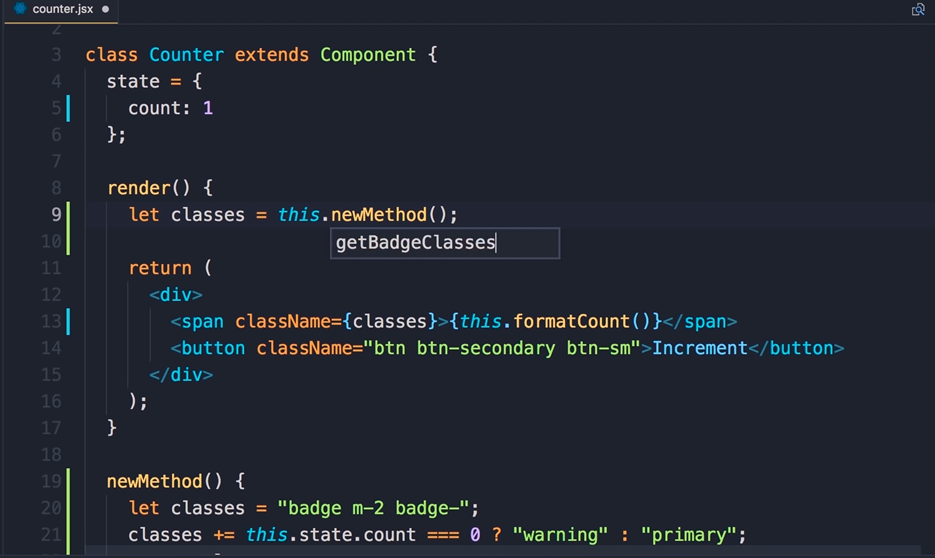 counter.jsx
2
3 class Counter extends Component {
4 state = {
5 count: 1
6 };
7
8 render() {
9 let classes = this.newMethod();
getBadgeClasses
10
11 return (
12 <div>
13 <span className={classes}>{this.formatCount()}</span>
14 <button className="btn btn-secondary btn-sm">Increment</button>
15 </div>
16 );
17 }
18
19 newMethod() {
20 let classes = "badge m-2 badge-";
21 classes += this.state.count === 0 ? "warning" : "primary";